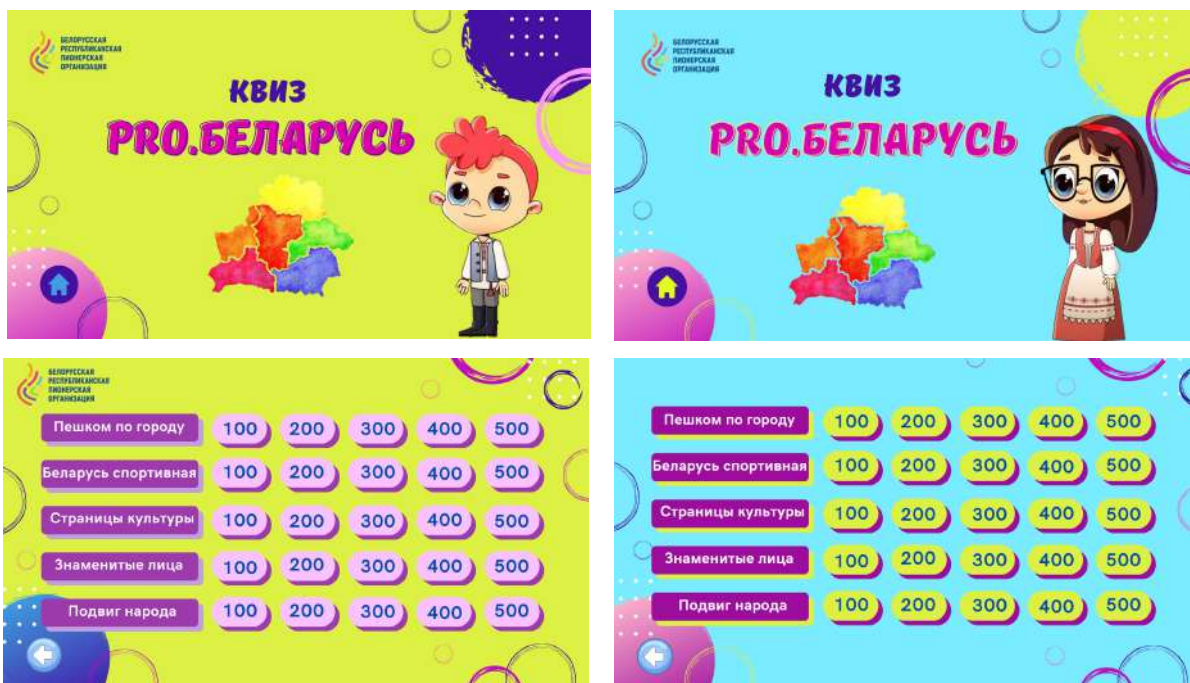 БЕЛОРУССКАЯ
РЕСПУБЛИКАНСКАЯ
ПИОНЕРСКАЯ
ОРГАНИЗАЦИЯ
КВИЗ
PRO.БЕЛАРУСЬ
БЕЛОРУССКАЯ
РЕСПУБЛИКАНСКАЯ
ПИОНЕРСКАЯ
ОРГАНИЗАЦИЯ
КВИЗ
PRO.БЕЛАРУСЬ
БЕЛОРУССКАЯ
РЕСПУБЛИКАНСКАЯ
ПИОНЕРСКАЯ
ОРГАНИЗАЦИЯ
Пешком по городу 100 200 300 400 500
Беларусь спортивная 100 200 300 400 500
Страницы культуры 100 200 300 400 500
Знаменитые лица 100 200 300 400 500
Подвиг народа 100 200 300 400 500
Пешком по городу 100 200 300 400 500
Беларусь спортивная 100 200 300 400 500
Страницы культуры 100 200 300 400 500
Знаменитые лица 100 200 300 400 500
Подвиг народа 100 200 300 400 500